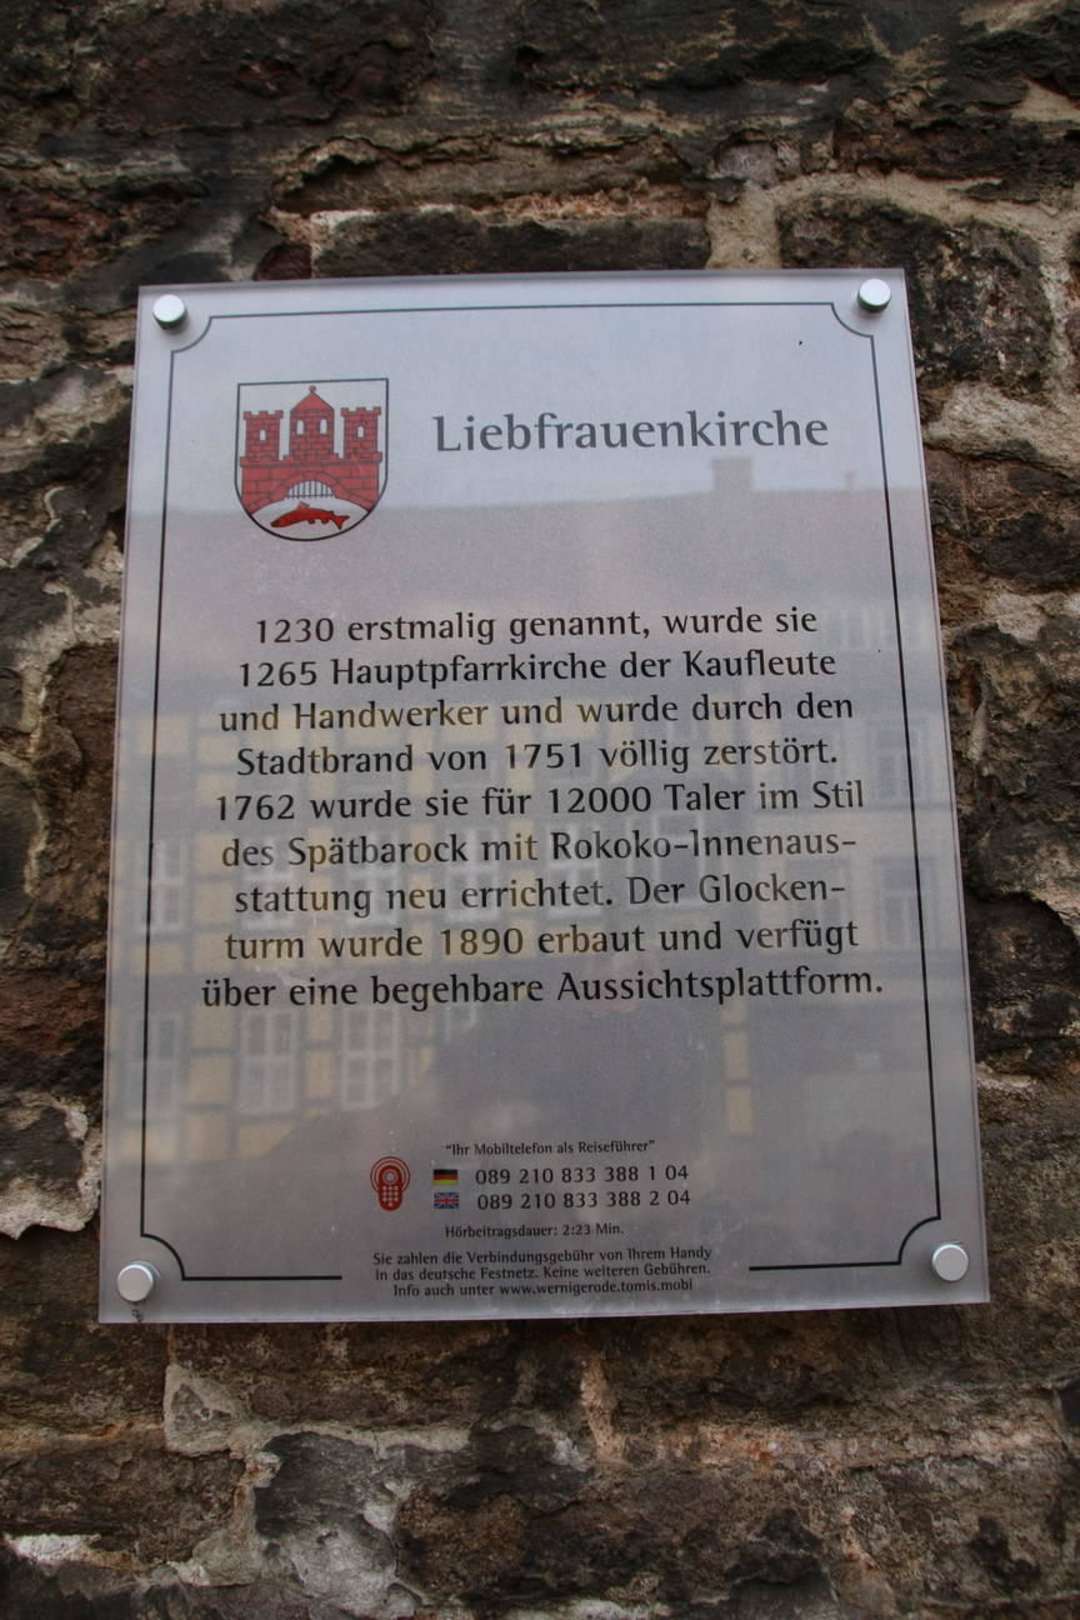 Liebfrauenkirche
1230 erstmalig genannt, wurde sie
1265 Hauptpfarrkirche der Kaufleute
und Handwerker und wurde durch den
Stadtbrand von 1751 völlig zerstört.
1762 wurde sie für 12000 Taler im Stil
des Spätbarock mit Rokoko-Innenaus-
stattung neu errichtet. Der Glocken-
turm wurde 1890 erbaut und verfügt
über eine begehbare Aussichtsplattform.
"Ihr Mobiltelefon als Reiseführer"
089 210 833 388 1 04
089 210 833 388 2 04
Hörbeitragsdauer: 2:23 Min.
Sie zahlen die Verbindungsgebühr von Ihrem Handy
in das deutsche Festnetz. Keine weiteren Gebühren.
Info auch unter www.wernigerode.tomis.mobi